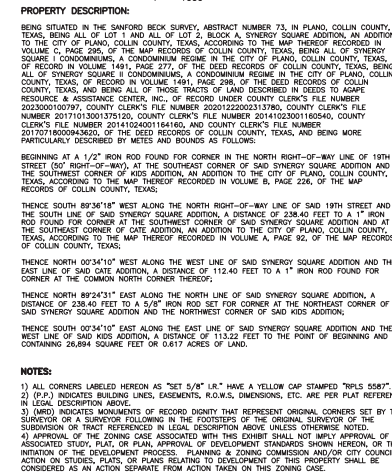 PROPERTY DESCRIPTION:
BEING SITUATED IN THE SANFORD BECK SURVEY, ABSTRACT NUMBER 73, IN PLANO, COLLIN COUNTY,
TEXAS, BEING ALL OF LOT 1 AND ALL OF LOT 2, BLOCK A, SYNERGY SQUARE ADDITION, AN ADDITION
TO THE CITY OF PLANO, COLLIN COUNTY, TEXAS, ACCORDING TO THE MAP THEREOF RECORDED IN
VOLUME C, PAGE 295, OF THE MAP RECORDS OF COLLIN COUNTY, TEXAS, BEING ALL OF SYNERGY
SQUARE I CONDOMINIUMS, A CONDOMINIUM REGIME IN THE CITY OF PLANO, COLLIN COUNTY, TEXAS,
OF RECORD IN VOLUME 1491, PAGE 277, OF THE DEED RECORDS OF COLLIN COUNTY, TEXAS, BEING
ALL OF SYNERGY SQUARE II CONDOMINIUMS, A CONDOMINIUM REGIME IN THE CITY OF PLANO, COLLIN
COUNTY, TEXAS, OF RECORD IN VOLUME 1491, PAGE 298, OF THE DEED RECORDS OF COLLIN
COUNTY, TEXAS, AND BEING ALL OF THOSE TRACTS OF LAND DESCRIBED IN DEEDS TO AGAPE
RESOURCE & ASSISTANCE CENTER, INC., OF RECORD UNDER COUNTY CLERK'S FILE NUMBER
2023000100797, COUNTY CLERK'S FILE NUMBER 20201222002313780, COUNTY CLERK'S FILE
NUMBER 20171013001375120, COUNTY CLERK'S FILE NUMBER 20141023001160540, COUNTY
CLERK'S FILE NUMBER 20141024001164160, AND COUNTY CLERK'S FILE NUMBER
20170718000943620, OF THE DEED RECORDS OF COLLIN COUNTY, TEXAS, AND BEING MORE
PARTICULARLY DESCRIBED BY METES AND BOUNDS AS FOLLOWS:
BEGINNING AT A 1/2" IRON ROD FOUND FOR CORNER IN THE NORTH RIGHT-OF-WAY LINE OF 19TH
STREET (50' RIGHT-OF-WAY), AT THE SOUTHEAST CORNER OF SAID SYNERGY SQUARE ADDITION AND
THE SOUTHWEST CORNER OF KIDS ADDITION, AN ADDITION TO THE CITY OF PLANO, COLLIN COUNTY,
TEXAS, ACCORDING TO THE MAP THEREOF RECORDED IN VOLUME B, PAGE 226, OF THE MAP
RECORDS OF COLLIN COUNTY, TEXAS;
THENCE SOUTH 89°36'18" WEST ALONG THE NORTH RIGHT-OF-WAY LINE OF SAID 19TH STREET AND
THE SOUTH LINE OF SAID SYNERGY SQUARE ADDITION, A DISTANCE OF 238.40 FEET TO A 1" IRON
ROD FOUND FOR CORNER AT THE SOUTHWEST CORNER OF SAID SYNERGY SQUARE ADDITION AND AT
THE SOUTHEAST CORNER OF CATE ADDITION, AN ADDITION TO THE CITY OF PLANO, COLLIN COUNTY,
TEXAS, ACCORDING TO THE MAP THEREOF RECORDED IN VOLUME A, PAGE 92, OF THE MAP RECORDS
OF COLLIN COUNTY, TEXAS;
THENCE NORTH 00°34'10" WEST ALONG THE WEST LINE OF SAID SYNERGY SQUARE ADDITION AND THE
EAST LINE OF SAID CATE ADDITION, A DISTANCE OF 112.40 FEET TO A 1" IRON ROD FOUND FOR
CORNER AT THE COMMON NORTH CORNER THEREOF;
THENCE NORTH 89°24'31" EAST ALONG THE NORTH LINE OF SAID SYNERGY SQUARE ADDITION, A
DISTANCE OF 238.40 FEET TO A 5/8" IRON ROD SET FOR CORNER AT THE NORTHEAST CORNER OF
SAID SYNERGY SQUARE ADDITION AND THE NORTHWEST CORNER OF SAID KIDS ADDITION;
THENCE SOUTH 00°34'10" EAST ALONG THE EAST LINE OF SAID SYNERGY SQUARE ADDITION AND THE
WEST LINE OF SAID KIDS ADDITION, A DISTANCE OF 113.22 FEET TO THE POINT OF BEGINNING AND
CONTAINING 26,894 SQUARE FEET OR 0.617 ACRES OF LAND.
NOTES:
1) ALL CORNERS LABELED HEREON AS "SET 5/8" I.R." HAVE A YELLOW CAP STAMPED "RPLS 5587".
2) (P.P.) INDICATES BUILDING LINES, EASEMENTS, R.O.W.S, DIMENSIONS, ETC. ARE PER PLAT REFERENCED
IN LEGAL DESCRIPTION ABOVE.
3) (MRD) INDICATES MONUMENTS OF RECORD DIGNITY THAT REPRESENT ORIGINAL CORNERS SET BY THE
SURVEYOR OR A SURVEYOR FOLLOWING IN THE FOOTSTEPS OF THE ORIGINAL SURVEYOR OF THE
SUBDIVISION OR TRACT REFERENCED IN LEGAL DESCRIPTION ABOVE UNLESS OTHERWISE NOTED.
4) APPROVAL OF THE ZONING CASE ASSOCIATED WITH THIS EXHIBIT SHALL NOT IMPLY APPROVAL OF
ASSOCIATED STUDY, PLAT, OR PLAN, APPROVAL OF DEVELOPMENT STANDARDS SHOWN HEREON, OR THE
INITIATION OF THE DEVELOPMENT PROCESS. PLANNING & ZONING COMMISSION AND/OR CITY COUNCIL
ACTION ON STUDIES, PLATS, OR PLANS RELATING TO DEVELOPMENT OF THIS PROPERTY SHALL BE
CONSIDERED AS AN ACTION SEPARATE FROM ACTION TAKEN ON THIS ZONING CASE.